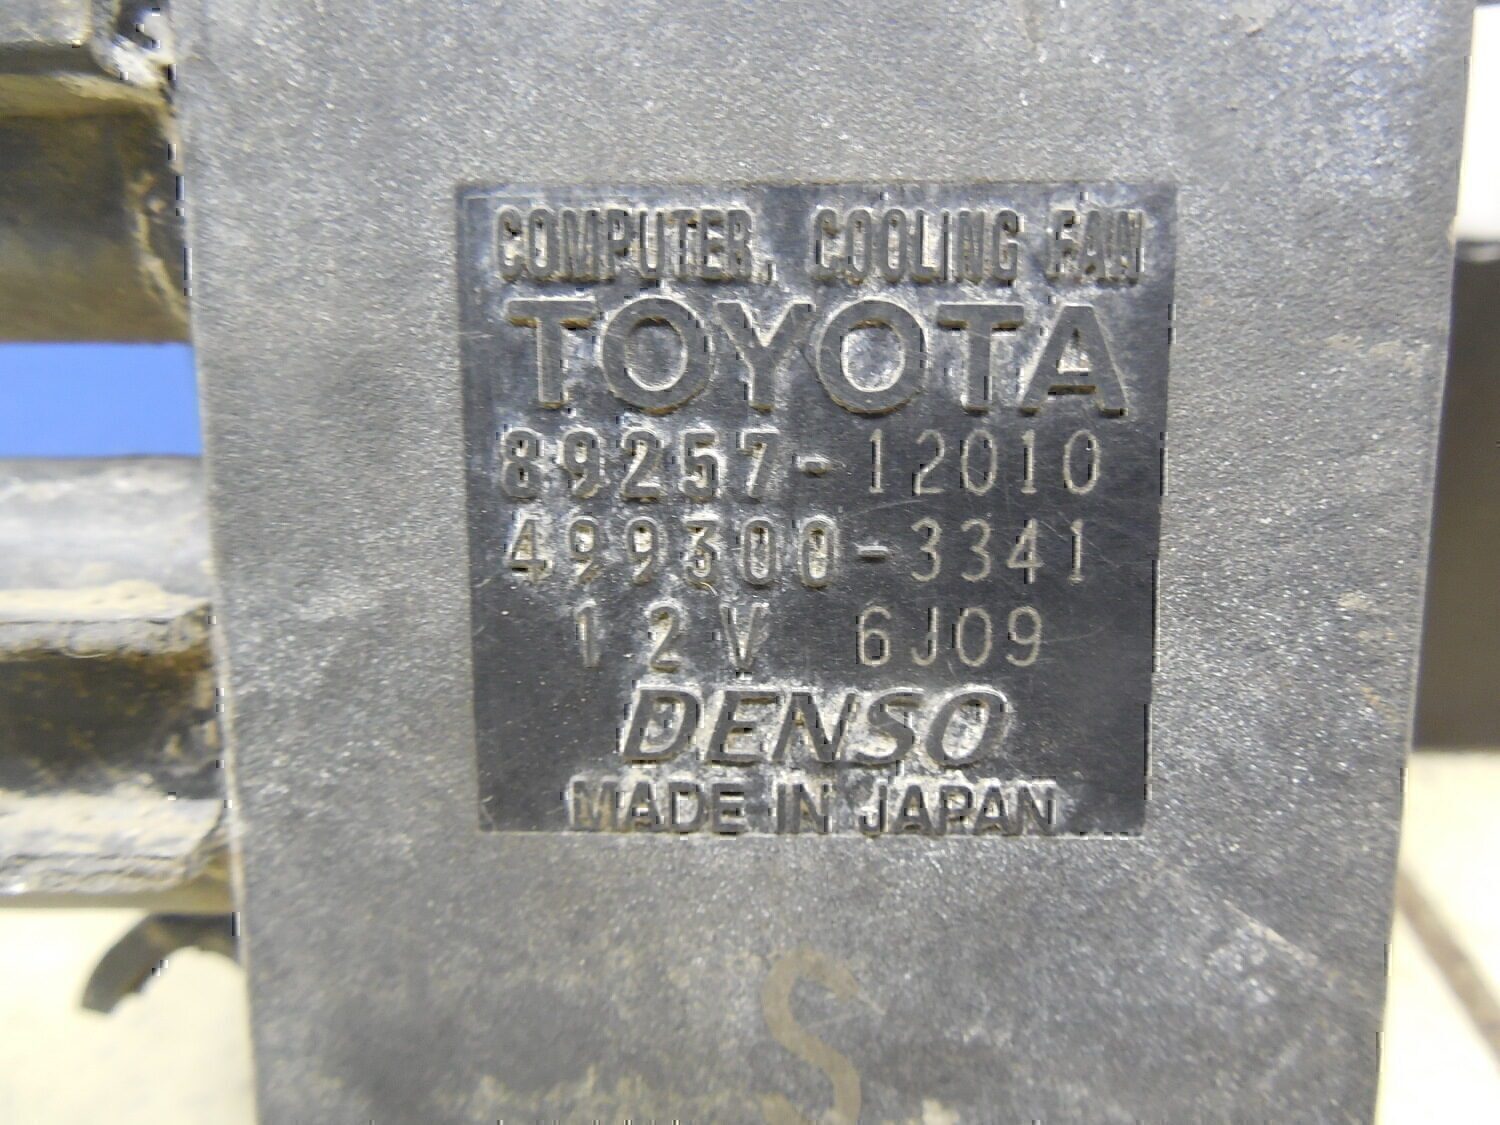 COMPUTER, COOLING FAN
TOYOTA
89257-12010
499300-3341
12V 6J09
DENSO
MADE IN JAPAN
S